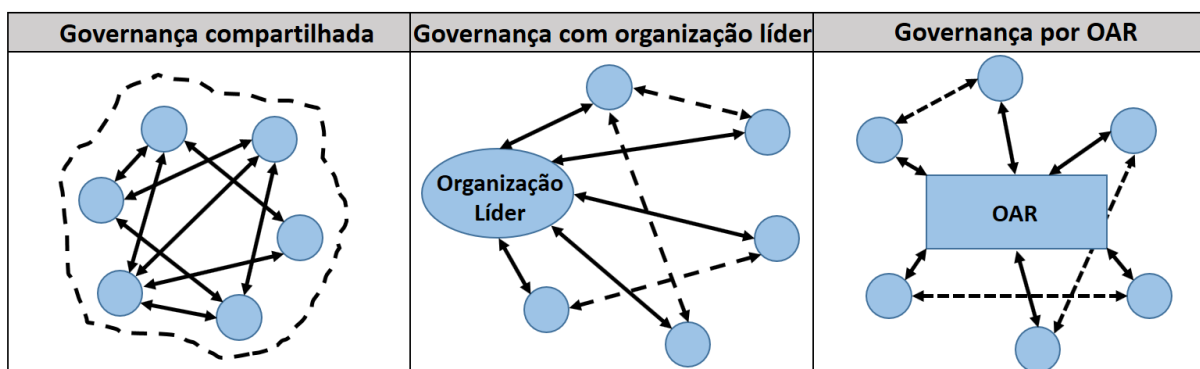 Governança compartilhada
Governança com organização líder
Governança por OAR
Organização
Líder
OAR